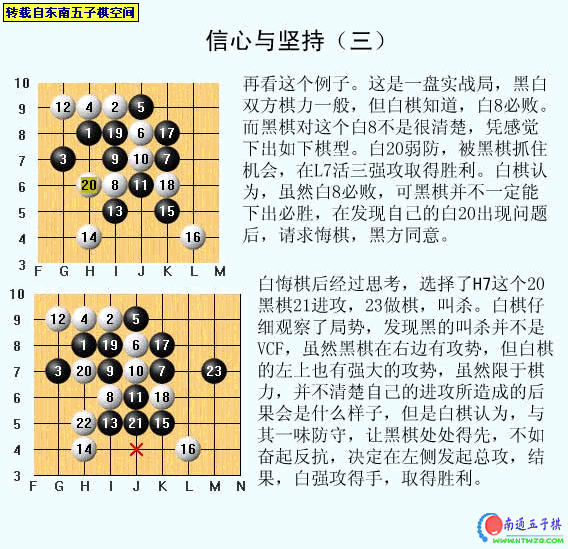 转载自东南五子棋空间
信心与坚持（三）
10
9
8
7
6
5
4
3
F G H I J K L M
12 4 2 5
1 19 6 17
3 9 10 7
20 8 11 18
13 15
14 16
再看这个例子。这是一盘实战局，黑白
双方棋力一般，但白棋知道，白8必败。
而黑棋对这个白8不是很清楚，凭感觉
下出如下棋型。白20弱防，被黑棋抓住
机会，在L7活三强攻取得胜利。白棋认
为，虽然白8必败，可黑棋并不一定能
下出必胜，在发现自己的白20出现问题
后，请求悔棋，黑方同意。
10
9
8
7
6
5
4
3
F G H I J K L M N
12 4 2 5
1 19 6 17
3 20 9 10 7 23
8 11 18
22 13 21 15
14 16
白悔棋后经过思考，选择了H7这个20
黑棋21进攻，23做棋，叫杀。白棋仔
细观察了局势，发现黑的叫杀并不是
VCF，虽然黑棋在右边有攻势，但白棋
的左上也有强大的攻势，虽然限于棋
力，并不清楚自己的进攻所造成的后
果会是什么样子，但是白棋认为，与
其一味防守，让黑棋处处得先，不如
奋起反抗，决定在左侧发起总攻，结
果，白强攻得手，取得胜利。
南通五子棋
WWW.NTWZQ.COM